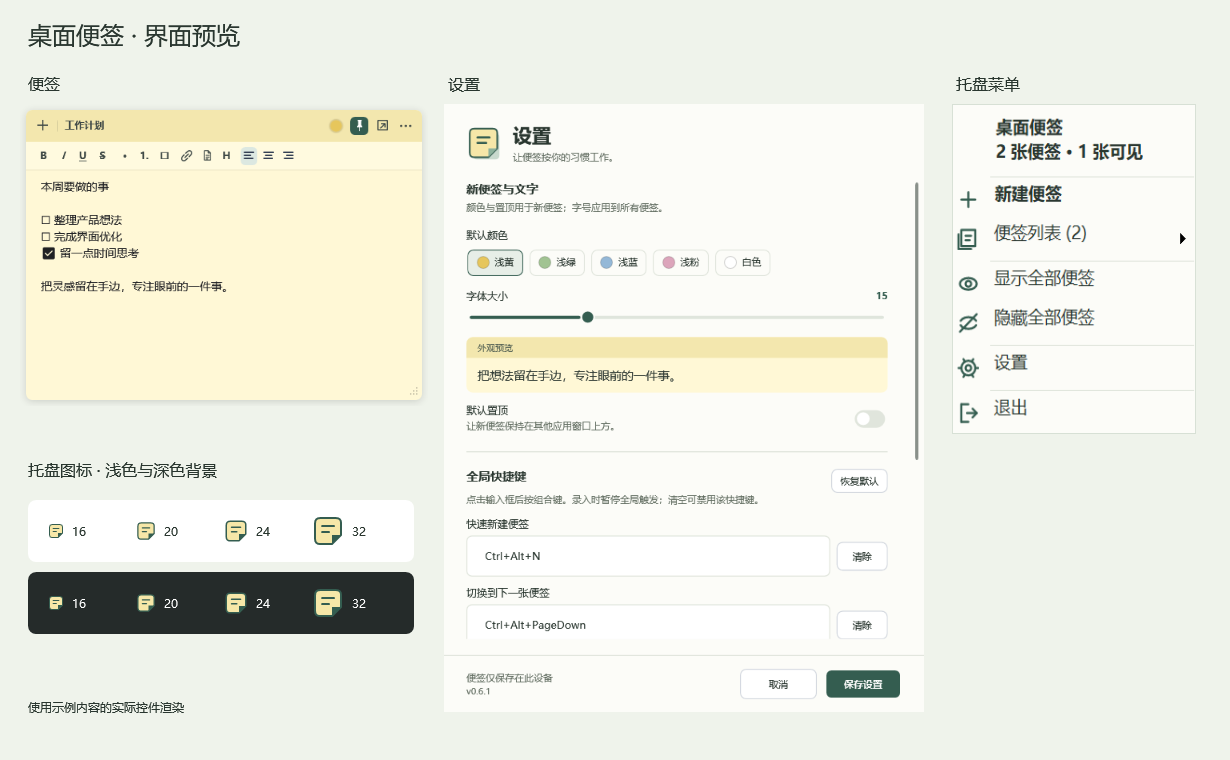 桌面便签 · 界面预览
便签
工作计划
B I U S • 1. H
本周要做的事
整理产品想法
完成界面优化
留一点时间思考
把灵感留在手边，专注眼前的一件事。
托盘图标 · 浅色与深色背景
16 20 24 32
16 20 24 32
使用示例内容的实际控件渲染
设置
设置
让便签按你的习惯工作。
新便签与文字
颜色与置顶用于新便签；字号应用到所有便签。
默认颜色
浅黄 浅绿 浅蓝 浅粉 白色
字体大小 15
外观预览
把想法留在手边，专注眼前的一件事。
默认置顶
让新便签保持在其他应用窗口上方。
全局快捷键 恢复默认
点击输入框后按组合键。录入时暂停全局触发；清空可禁用该快捷键。
快速新建便签
Ctrl+Alt+N 清除
切换到下一张便签
Ctrl+Alt+PageDown 清除
便签仅保存在此设备
v0.6.1
取消 保存设置
托盘菜单
桌面便签
2 张便签 • 1 张可见
新建便签
便签列表 (2)
显示全部便签
隐藏全部便签
设置
退出